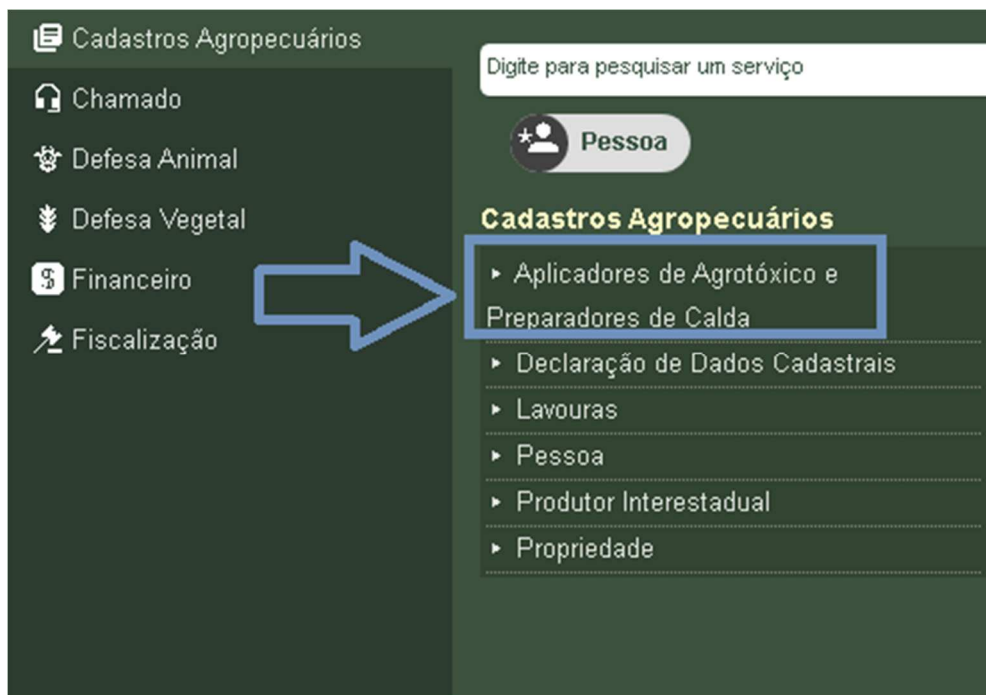 Cadastros Agropecuários
Chamado
Defesa Animal
Defesa Vegetal
Financeiro
Fiscalização
Digite para pesquisar um serviço
Pessoa
Cadastros Agropecuários
Aplicadores de Agrotóxico e
Preparadores de Calda
Declaração de Dados Cadastrais
Lavouras
Pessoa
Produtor Interestadual
Propriedade